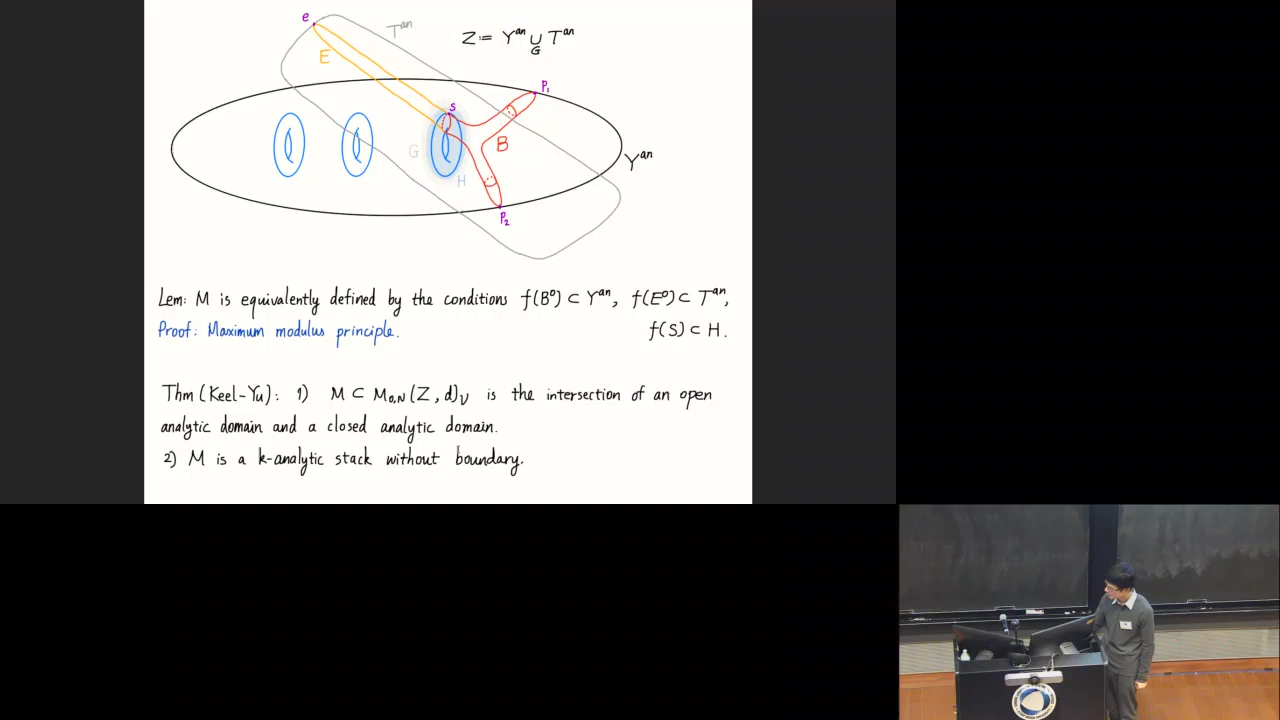 e
T^an
Z := Y^an ∪_G T^an
E
P₁
S
B
G
Y^an
H
P₂
Lem: M is equivalently defined by the conditions f(B°) ⊂ Y^an, f(E°) ⊂ T^an,
Proof: Maximum modulus principle. f(S) ⊂ H.
Thm (Keel-Yu): 1) M ⊂ M_{0,N}(Z, d)_ν is the intersection of an open
analytic domain and a closed analytic domain.
2) M is a k-analytic stack without boundary.